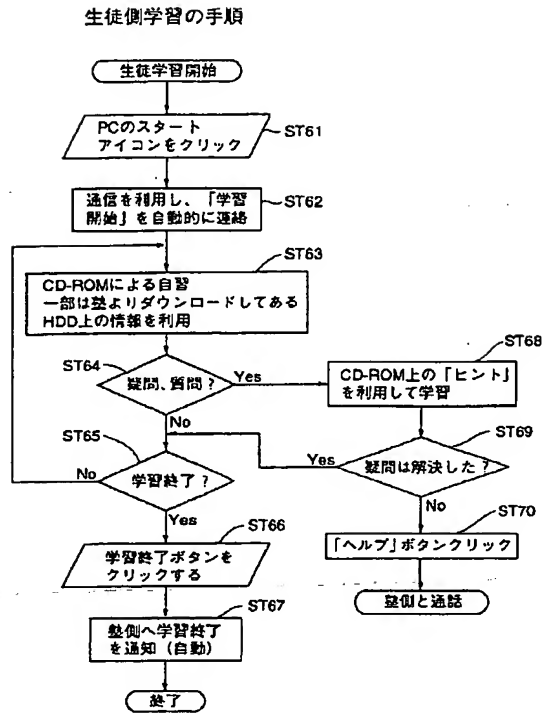 生徒側学習の手順
生徒学習開始
PCのスタート
アイコンをクリック
ST61
通信を利用し、「学習
開始」を自動的に連絡
ST62
ST63
CD-ROMによる自習
一部は塾よりダウンロードしてある
HDD上の情報を利用
ST64
疑問、質問？
Yes
No
ST68
CD-ROM上の「ヒント」
を利用して学習
ST69
疑問は解決した？
Yes
No
ST65
学習終了？
No
Yes
ST70
「ヘルプ」ボタンクリック
塾側と通話
ST66
学習終了ボタンを
クリックする
ST67
塾側へ学習終了
を通知（自動）
終了